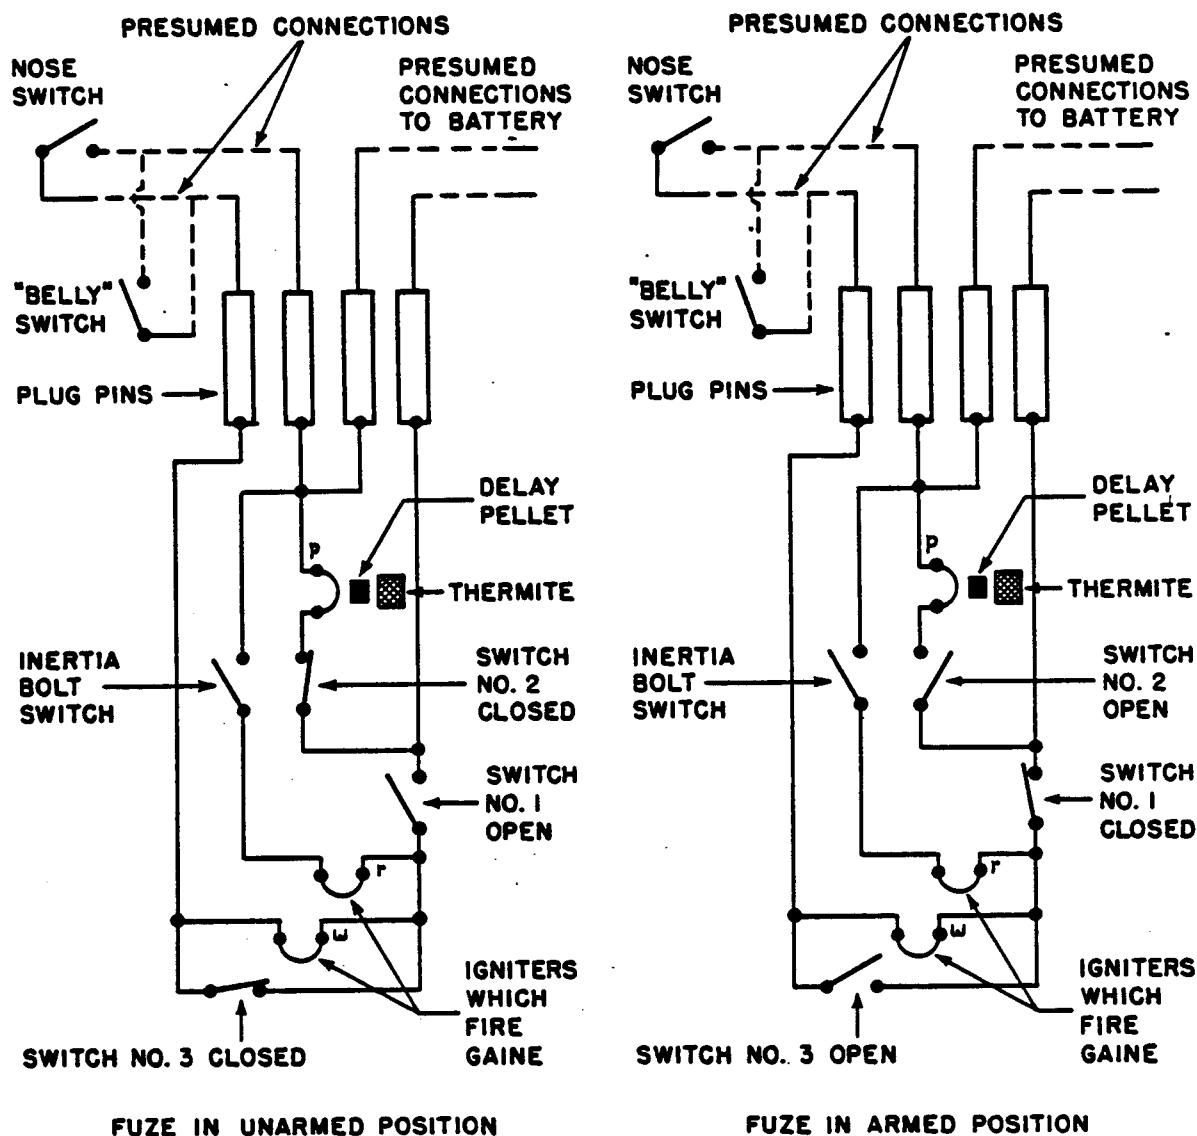 PRESUMED CONNECTIONS
NOSE
SWITCH
PRESUMED
CONNECTIONS
TO BATTERY
"BELLY"
SWITCH
PLUG PINS
DELAY
PELLET
P
THERMITE
INERTIA
BOLT
SWITCH
SWITCH
NO. 2
CLOSED
SWITCH
NO. 1
OPEN
r
w
IGNITERS
WHICH
FIRE
GAINE
SWITCH NO. 3 CLOSED
FUZE IN UNARMED POSITION
PRESUMED CONNECTIONS
NOSE
SWITCH
PRESUMED
CONNECTIONS
TO BATTERY
"BELLY"
SWITCH
PLUG PINS
DELAY
PELLET
P
THERMITE
INERTIA
BOLT
SWITCH
SWITCH
NO. 2
OPEN
SWITCH
NO. 1
CLOSED
r
w
IGNITERS
WHICH
FIRE
GAINE
SWITCH NO. 3 OPEN
FUZE IN ARMED POSITION